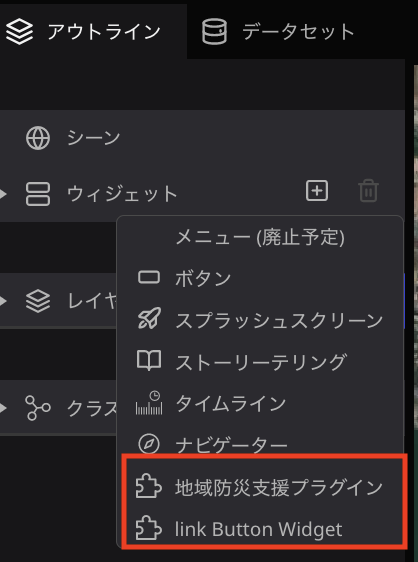 アウトライン
データセット
シーン
ウィジェット
メニュー (廃止予定)
ボタン
スプラッシュスクリーン
レイヤ
ストーリーテリング
タイムライン
クラス
ナビゲーター
地域防災支援プラグイン
link Button Widget